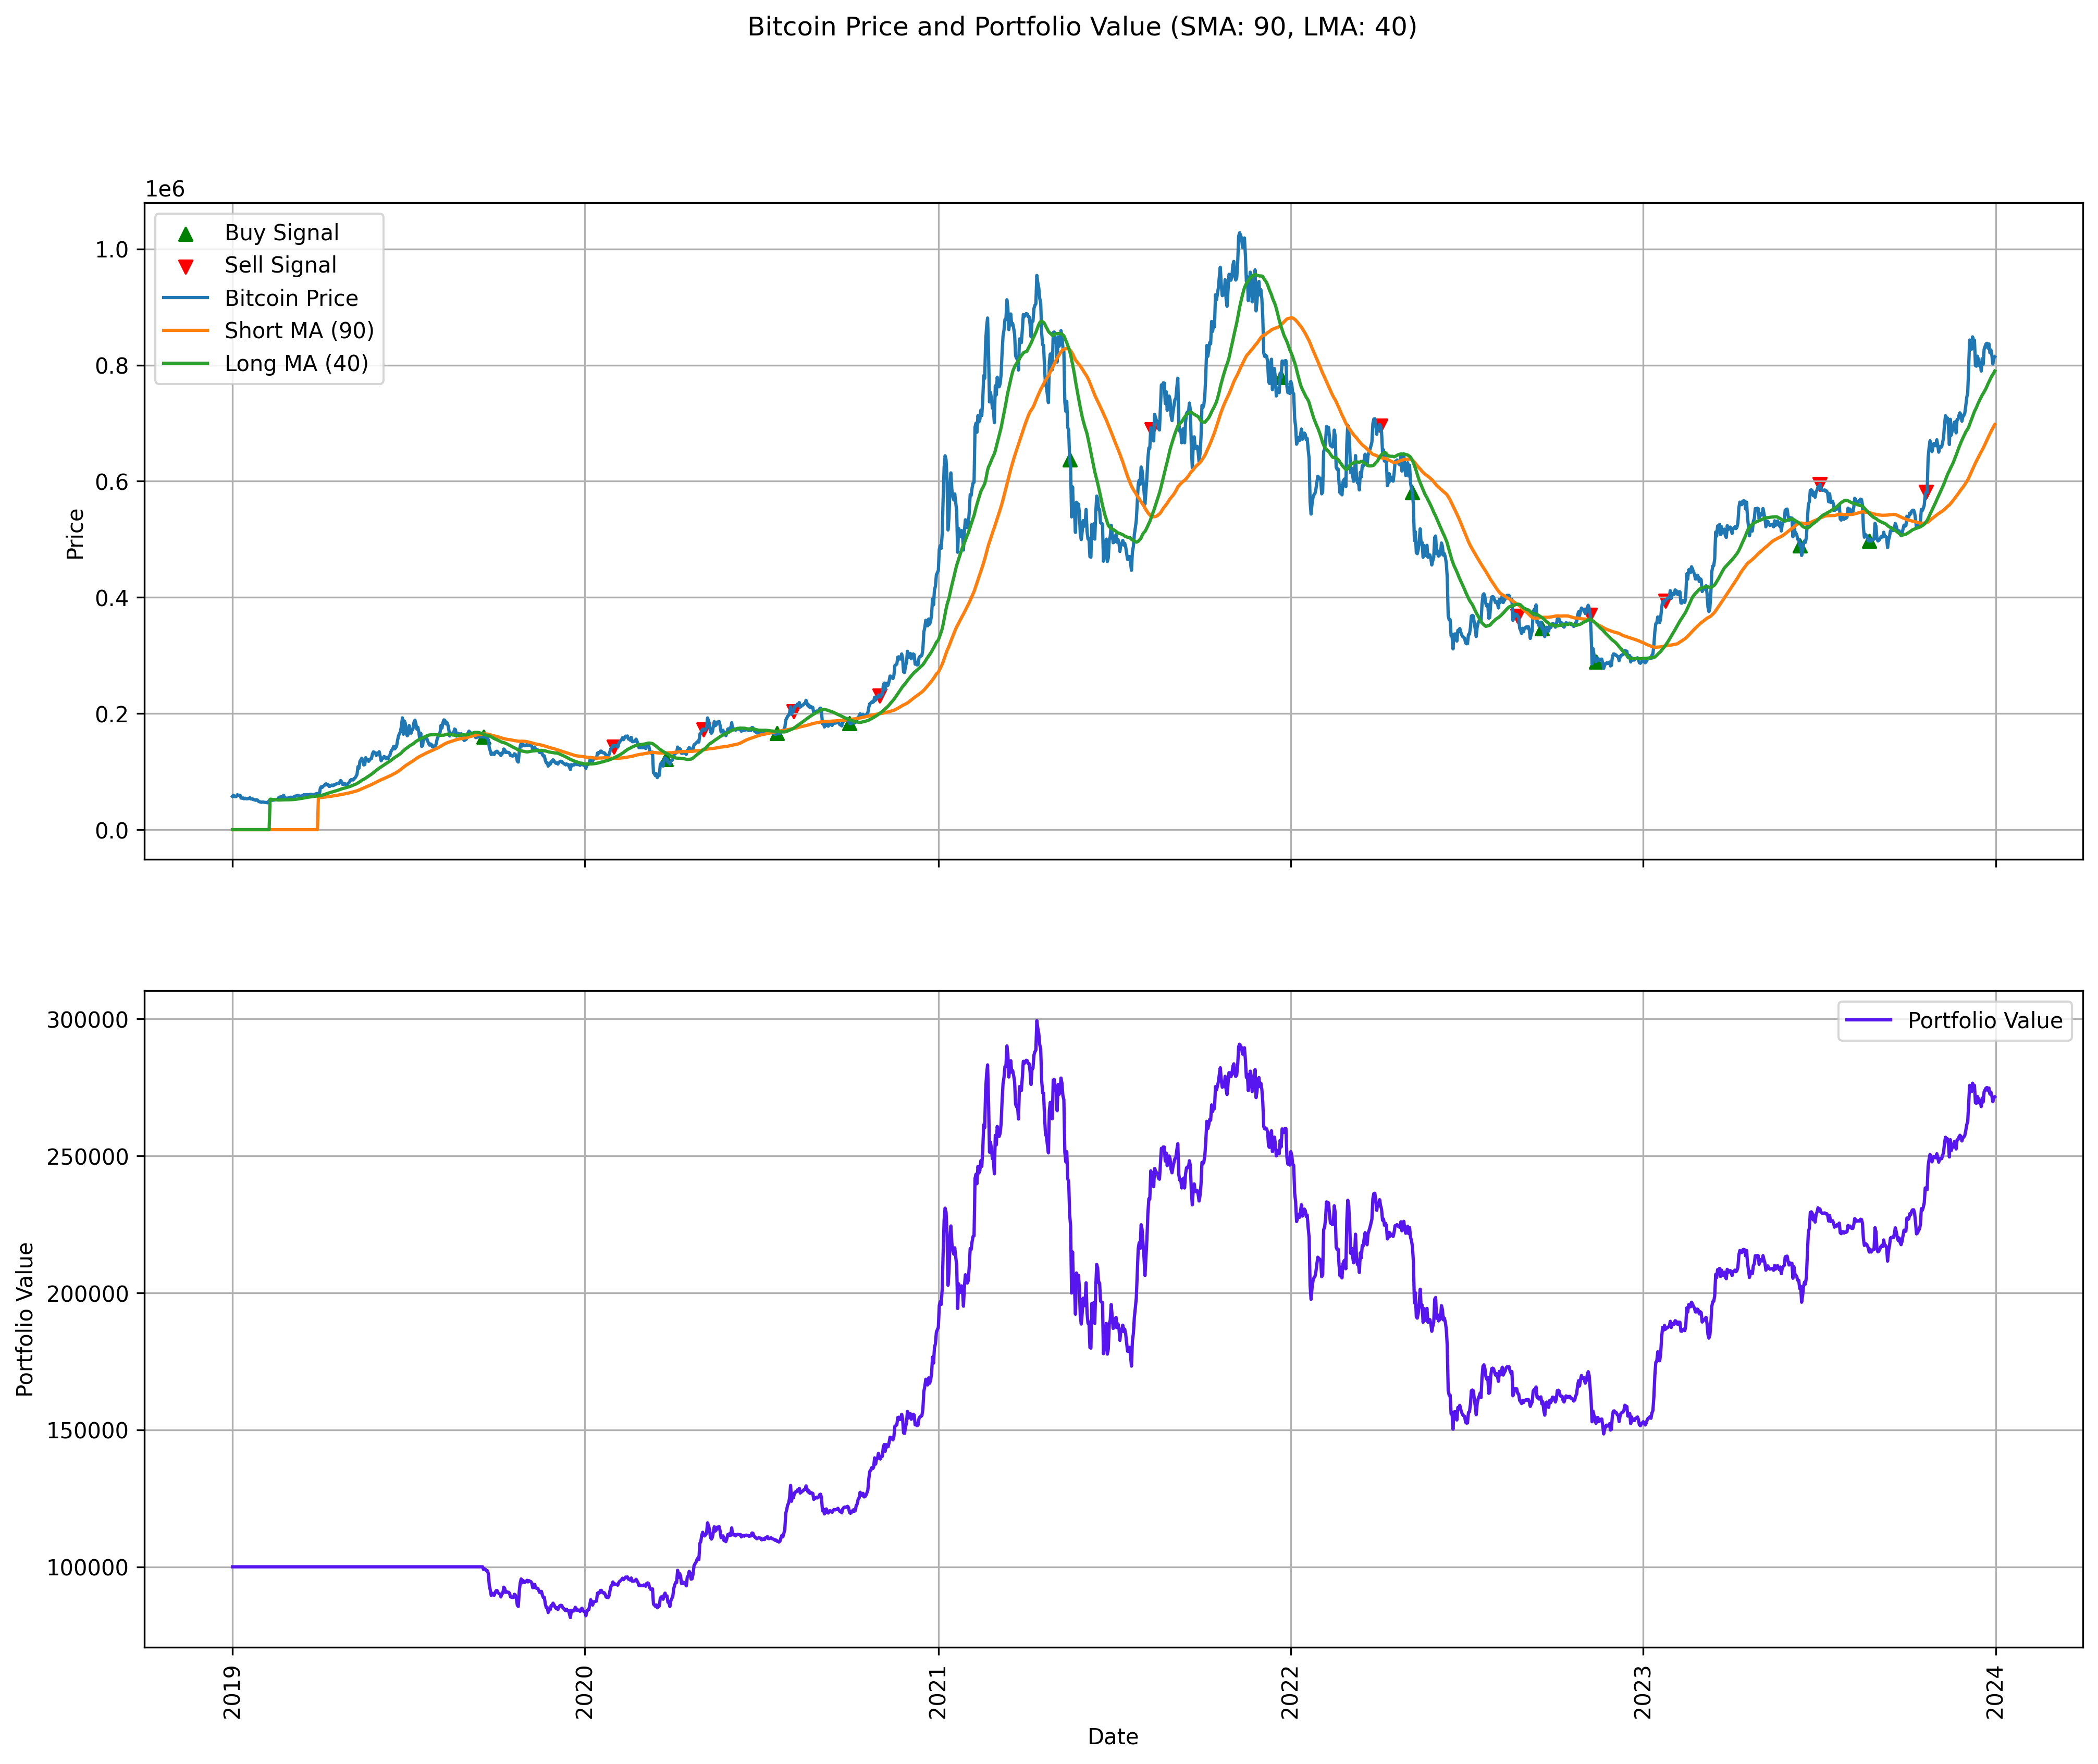 Bitcoin Price and Portfolio Value (SMA: 90, LMA: 40)
1e6
Buy Signal
Sell Signal
Bitcoin Price
Short MA (90)
Long MA (40)
1.0
0.8
0.6
0.4
0.2
0.0
Price
Portfolio Value
300000
250000
200000
150000
100000
Portfolio Value
2019
2020
2021
2022
2023
2024
Date